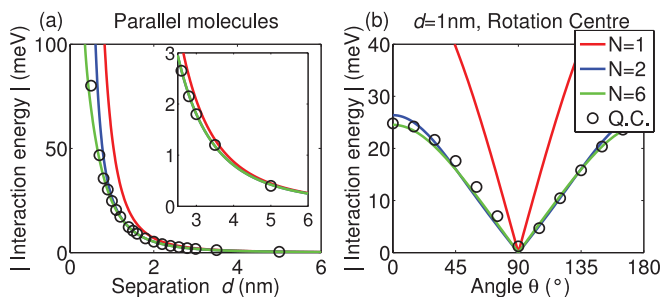 (a) Parallel molecules
| Interaction energy | (meV)
100
50
0
0 2 4 6
Separation d (nm)
3
2
1
0
3 4 5 6
(b) d=1nm, Rotation Centre
| Interaction energy | (meV)
40
30
20
10
0
0 45 90 135 180
Angle θ (°)
N=1
N=2
N=6
Q.C.